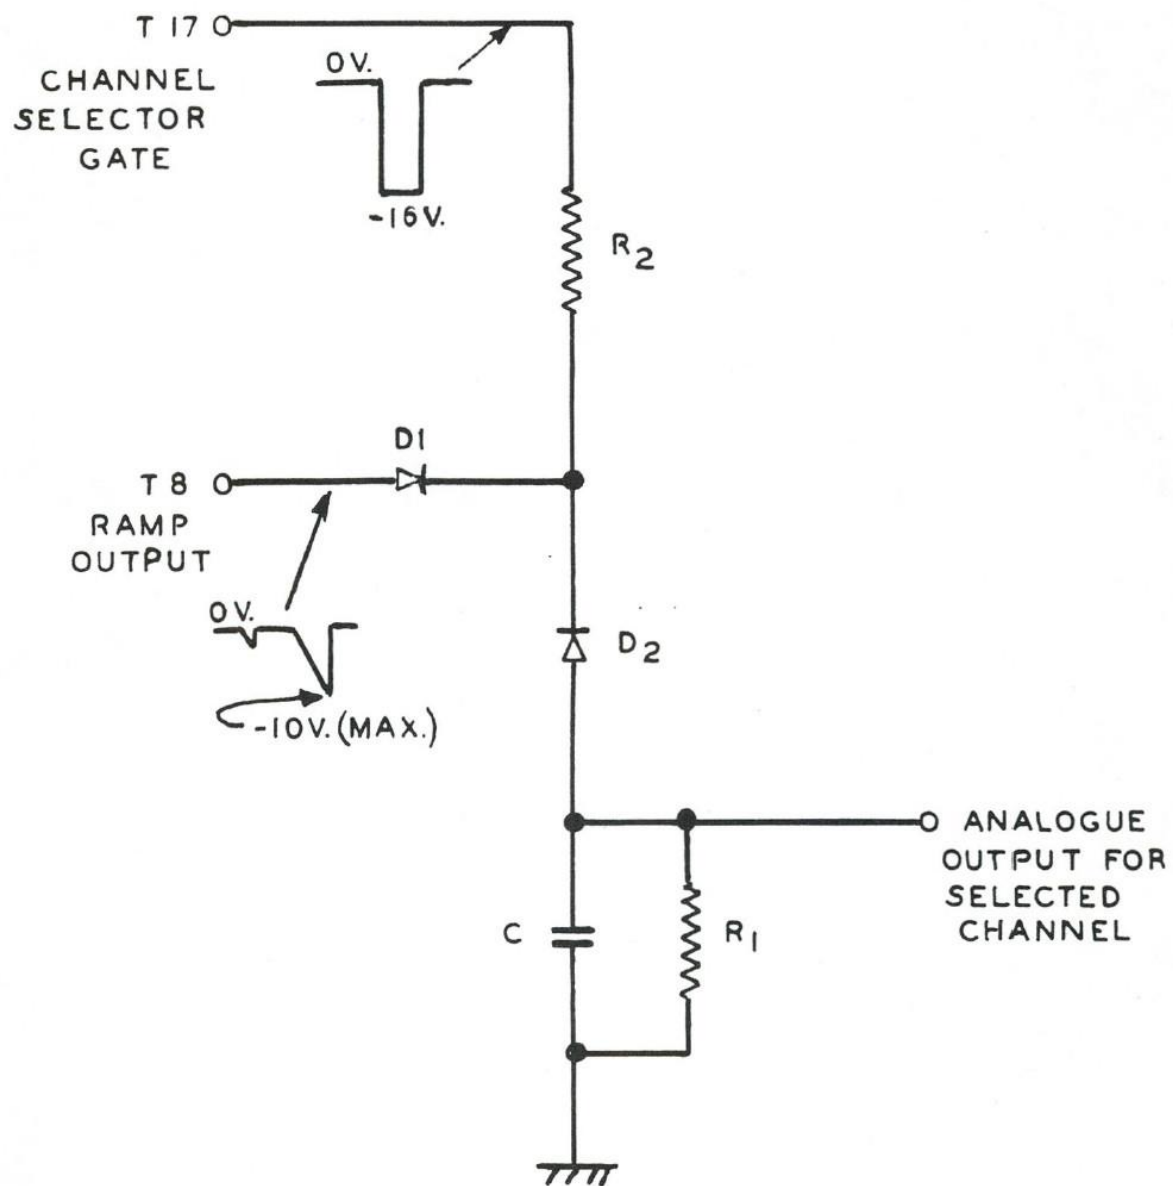 T 17
CHANNEL
SELECTOR
GATE
0V.
-16V.
R2
D1
T 8
RAMP
OUTPUT
0V.
-10V.(MAX.)
D2
ANALOGUE
OUTPUT FOR
SELECTED
CHANNEL
C
R1